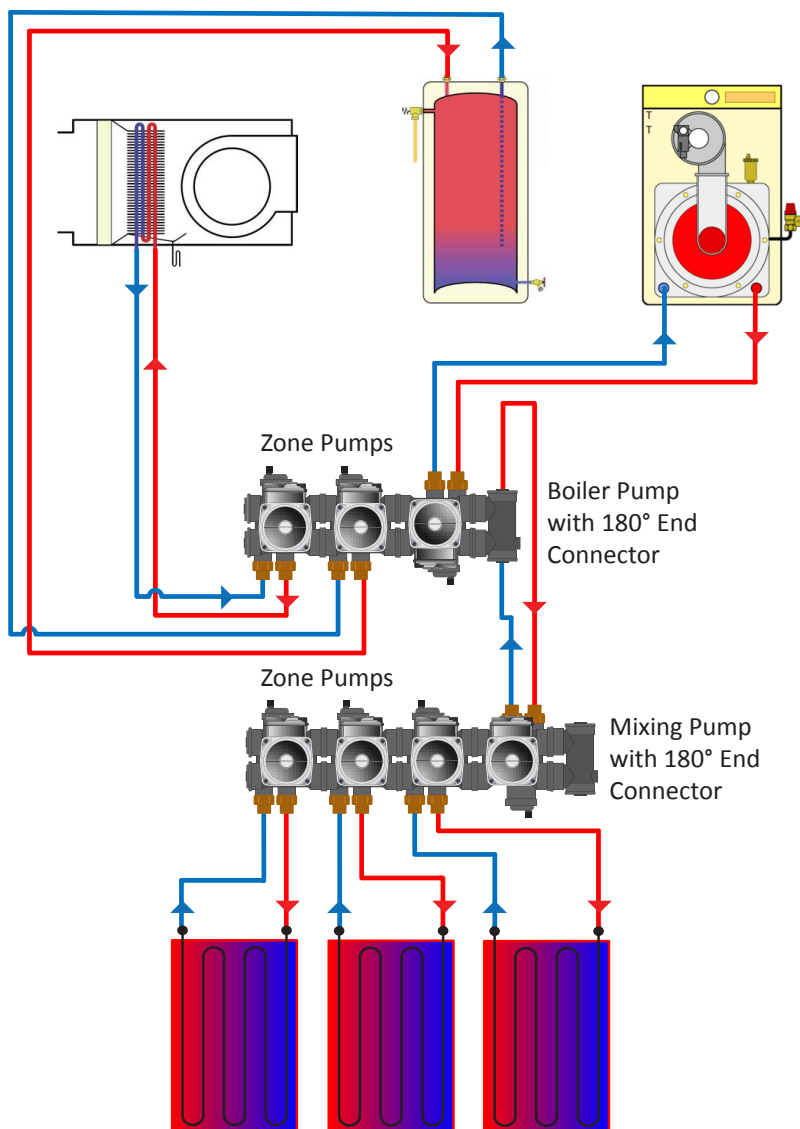 T
T
Zone Pumps
Boiler Pump
with 180° End
Connector
Zone Pumps
Mixing Pump
with 180° End
Connector